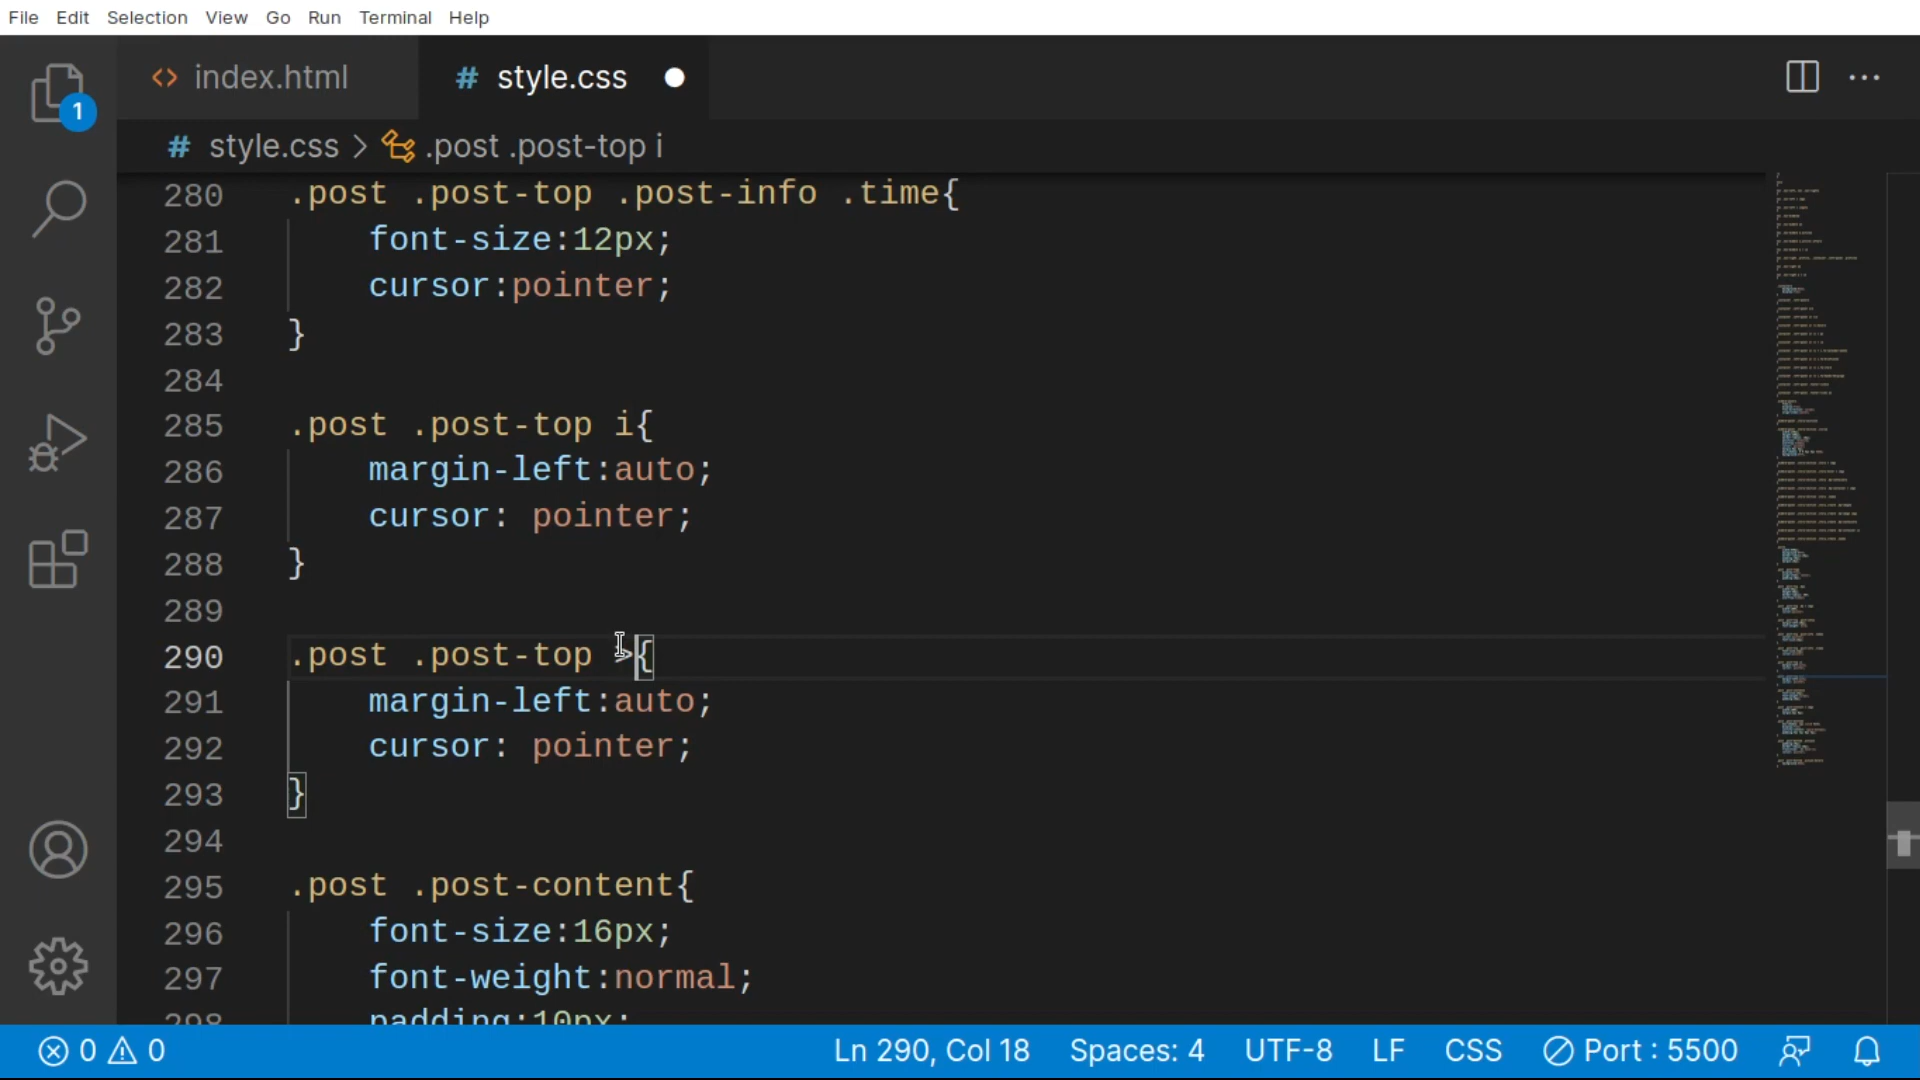 File Edit Selection View Go Run Terminal Help
1
<> index.html # style.css
# style.css > .post .post-top i
280 .post .post-top .post-info .time{
281 font-size:12px;
282 cursor:pointer;
283 }
284
285 .post .post-top i{
286 margin-left:auto;
287 cursor: pointer;
288 }
289
290 .post .post-top >{
291 margin-left:auto;
292 cursor: pointer;
293 }
294
295 .post .post-content{
296 font-size:16px;
297 font-weight:normal;
298 padding:10px;
0 0 Ln 290, Col 18 Spaces: 4 UTF-8 LF CSS Port : 5500